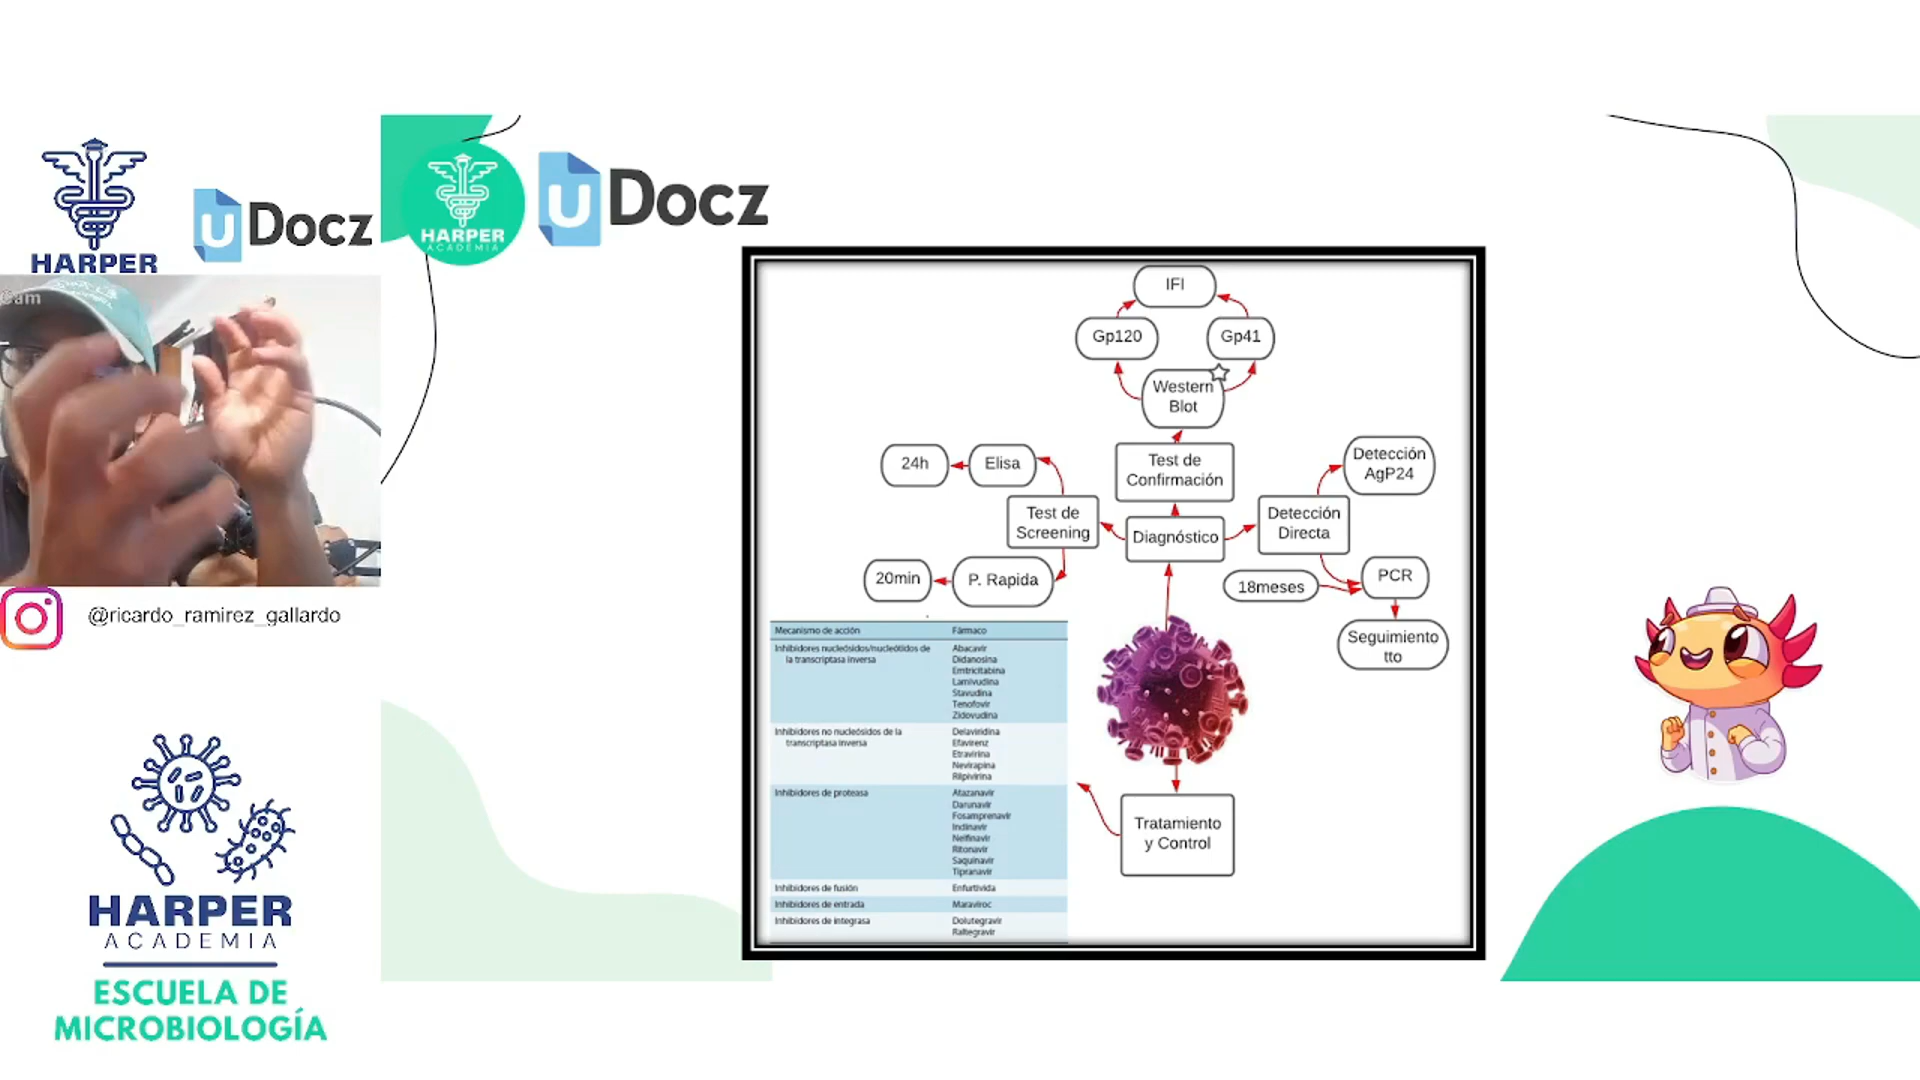 HARPER
U Docz
HARPER
ACADEMIA
U Docz
Cam
@ricardo_ramirez_gallardo
HARPER
ACADEMIA
ESCUELA DE
MICROBIOLOGÍA
IFI
Gp120
Gp41
Western
Blot
Test de
Confirmación
24h
Elisa
Test de
Screening
Diagnóstico
Detección
Directa
Detección
AgP24
20min
P. Rapida
18meses
PCR
Seguimiento
tto
Tratamiento
y Control
Mecanismo de acción Fármaco
Inhibidores nucleósidos/nucleótidos de
la transcriptasa inversa
Abacavir
Didanosina
Emtricitabina
Lamivudina
Stavudina
Tenofovir
Zidovudina
Inhibidores no nucleósidos de la
transcriptasa inversa
Delaviridina
Efavirenz
Etravirina
Nevirapina
Rilpivirina
Inhibidores de proteasa
Atazanavir
Darunavir
Fosamprenavir
Indinavir
Nelfinavir
Ritonavir
Saquinavir
Tipranavir
Inhibidores de fusión Enfurtivida
Inhibidores de entrada Maraviroc
Inhibidores de integrasa
Dolutegravir
Raltegravir